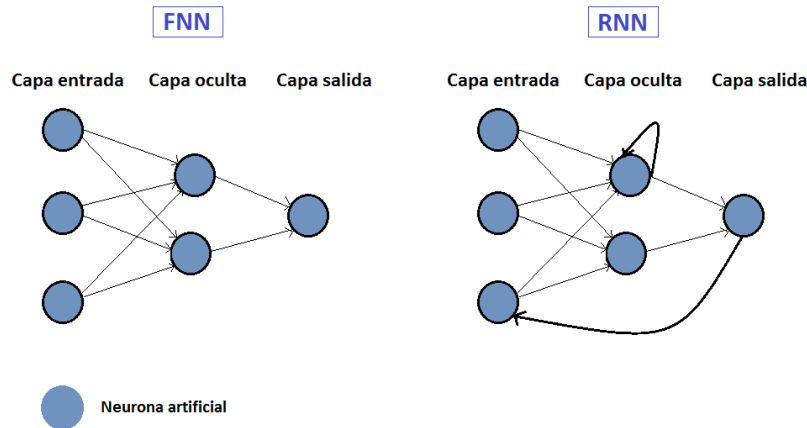 FNN
RNN
Capa entrada Capa oculta Capa salida
Capa entrada Capa oculta Capa salida
Neurona artificial